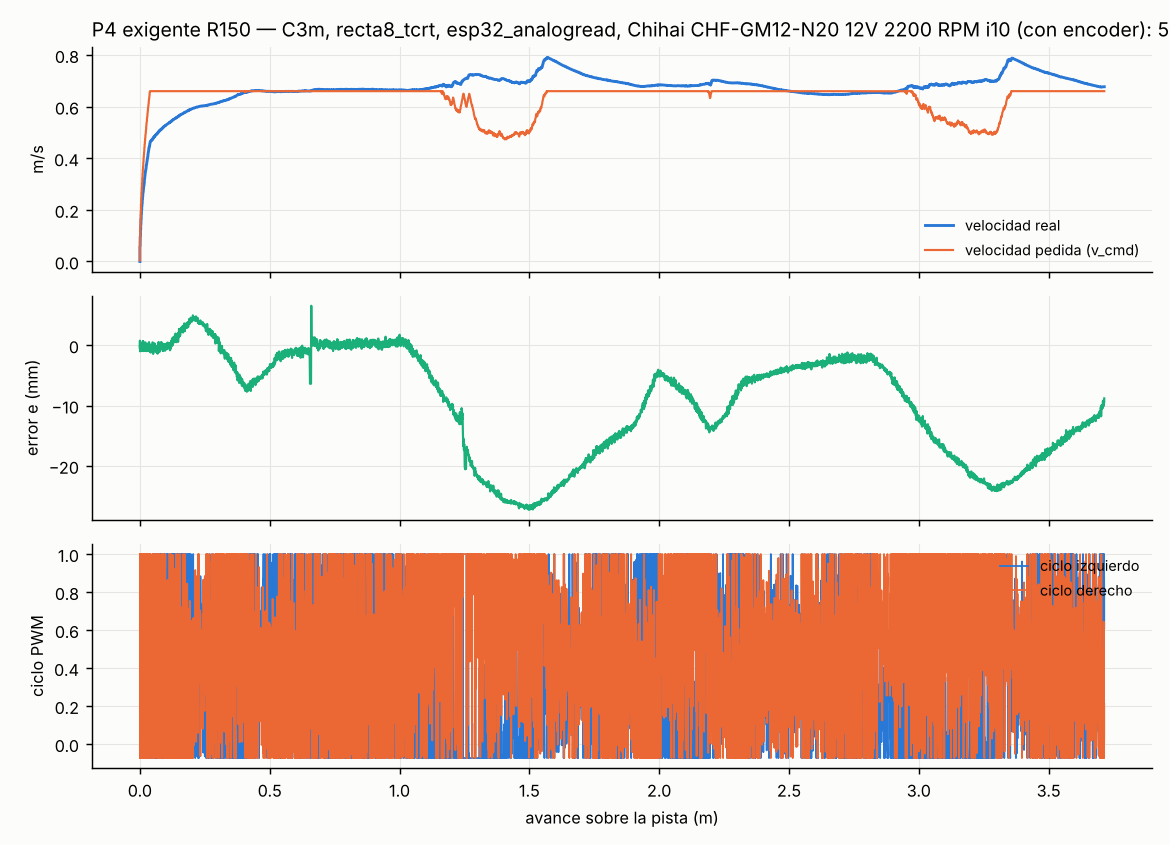 P4 exigente R150 — C3m, recta8_tcrt, esp32_analogread, Chihai CHF-GM12-N20 12V 2200 RPM i10 (con encoder): 5
0.8
0.6
0.4
0.2
0.0
m/s
velocidad real
velocidad pedida (v_cmd)
0
−10
−20
error e (mm)
1.0
0.8
0.6
0.4
0.2
0.0
ciclo PWM
ciclo izquierdo
ciclo derecho
0.0 0.5 1.0 1.5 2.0 2.5 3.0 3.5
avance sobre la pista (m)